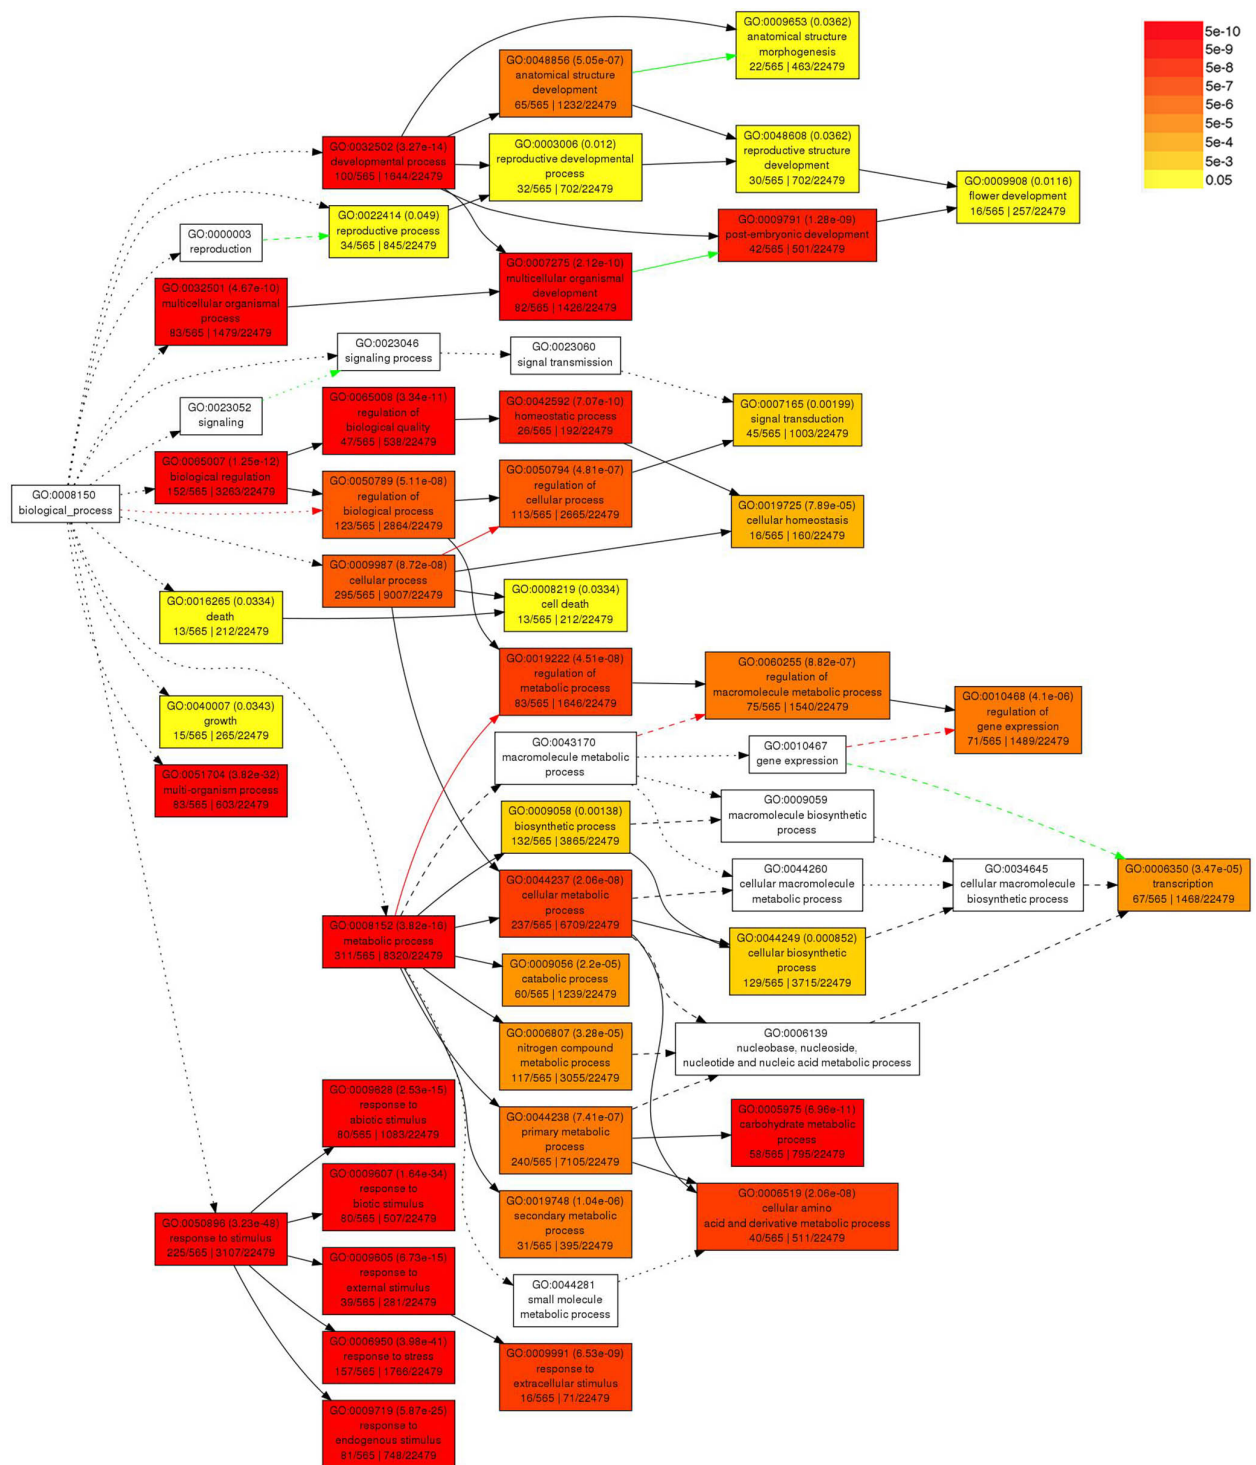 GO:0009653 (0.0362)
anatomical structure
morphogenesis
22/565 | 463/22479
GO:0048856 (5.05e-07)
anatomical structure
development
65/565 | 1232/22479
GO:0032502 (3.27e-14)
developmental process
100/565 | 1644/22479
GO:0003006 (0.012)
reproductive developmental
process
32/565 | 702/22479
GO:0048608 (0.0362)
reproductive structure
development
30/565 | 702/22479
GO:0009908 (0.0116)
flower development
16/565 | 257/22479
GO:0022414 (0.049)
reproductive process
34/565 | 845/22479
GO:0009791 (1.28e-09)
post-embryonic development
42/565 | 501/22479
GO:0000003
reproduction
GO:0007275 (2.12e-10)
multicellular organismal
development
82/565 | 1426/22479
GO:0032501 (4.67e-10)
multicellular organismal
process
83/565 | 1479/22479
GO:0023046
signaling process
GO:0023060
signal transmission
GO:0023052
signaling
GO:0065008 (3.34e-11)
regulation of
biological quality
47/565 | 538/22479
GO:0042592 (7.07e-10)
homeostatic process
26/565 | 192/22479
GO:0007165 (0.00199)
signal transduction
45/565 | 1003/22479
GO:0065007 (1.25e-12)
biological regulation
152/565 | 3263/22479
GO:0008150
biological_process
GO:0050789 (5.11e-08)
regulation of
biological process
123/565 | 2864/22479
GO:0050794 (4.81e-07)
regulation of
cellular process
113/565 | 2665/22479
GO:0019725 (7.89e-05)
cellular homeostasis
16/565 | 160/22479
GO:0009987 (8.72e-08)
cellular process
295/565 | 9007/22479
GO:0016265 (0.0334)
death
13/565 | 212/22479
GO:0008219 (0.0334)
cell death
13/565 | 212/22479
GO:0019222 (4.51e-08)
regulation of
metabolic process
83/565 | 1646/22479
GO:0060255 (8.82e-07)
regulation of
macromolecule metabolic process
75/565 | 1540/22479
GO:0010468 (4.1e-06)
regulation of
gene expression
71/565 | 1489/22479
GO:0040007 (0.0343)
growth
15/565 | 265/22479
GO:0043170
macromolecule metabolic
process
GO:0010467
gene expression
GO:0051704 (3.82e-32)
multi-organism process
83/565 | 603/22479
GO:0009058 (0.00138)
biosynthetic process
132/565 | 3865/22479
GO:0009059
macromolecule biosynthetic
process
GO:0044237 (2.06e-08)
cellular metabolic
process
237/565 | 6709/22479
GO:0044260
cellular macromolecule
metabolic process
GO:0034645
cellular macromolecule
biosynthetic process
GO:0006350 (3.47e-05)
transcription
67/565 | 1468/22479
GO:0008152 (3.82e-16)
metabolic process
311/565 | 8320/22479
GO:0044249 (0.000852)
cellular biosynthetic
process
129/565 | 3715/22479
GO:0009056 (2.2e-05)
catabolic process
60/565 | 1239/22479
GO:0006807 (3.28e-05)
nitrogen compound
metabolic process
117/565 | 3055/22479
GO:0006139
nucleobase, nucleoside,
nucleotide and nucleic acid metabolic process
GO:0009628 (2.53e-15)
response to
abiotic stimulus
80/565 | 1083/22479
GO:0044238 (7.41e-07)
primary metabolic
process
240/565 | 7105/22479
GO:0005975 (6.96e-11)
carbohydrate metabolic
process
58/565 | 795/22479
GO:0009607 (1.64e-34)
response to
biotic stimulus
80/565 | 507/22479
GO:0019748 (1.04e-06)
secondary metabolic
process
31/565 | 395/22479
GO:0006519 (2.06e-08)
cellular amino
acid and derivative metabolic process
40/565 | 511/22479
GO:0050896 (3.23e-48)
response to stimulus
225/565 | 3107/22479
GO:0009605 (6.73e-15)
response to
external stimulus
39/565 | 281/22479
GO:0044281
small molecule
metabolic process
GO:0006950 (3.98e-41)
response to stress
157/565 | 1766/22479
GO:0009991 (6.53e-09)
response to
extracellular stimulus
16/565 | 71/22479
GO:0009719 (5.87e-25)
response to
endogenous stimulus
81/565 | 748/22479
5e-10
5e-9
5e-8
5e-7
5e-6
5e-5
5e-4
5e-3
0.05